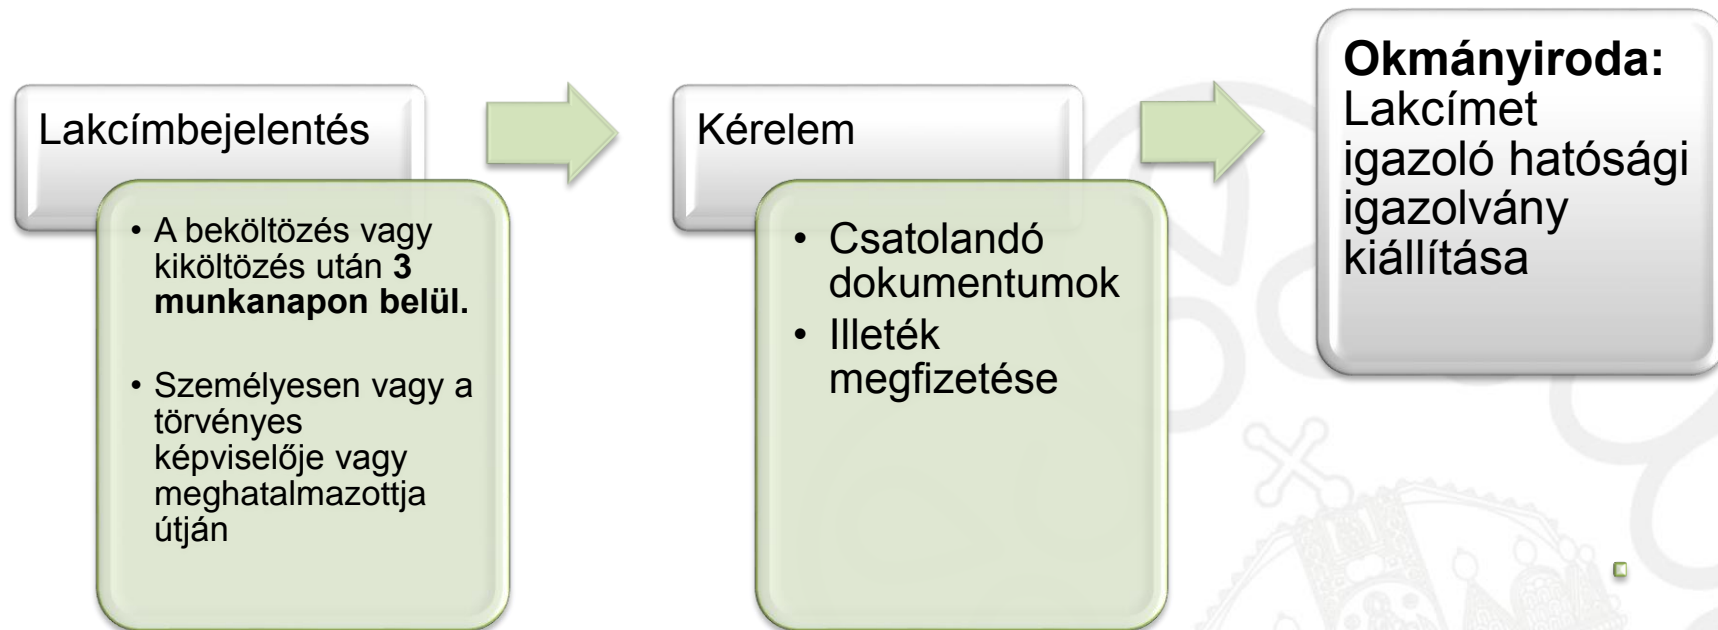 Lakcímbejelentés
• A beköltözés vagy
kiköltözés után 3
munkanapon belül.
• Személyesen vagy a
törvényes
képviselője vagy
meghatalmazottja
útján
Kérelem
• Csatolandó
dokumentumok
• Illeték
megfizetése
Okmányiroda:
Lakcímet
igazoló hatósági
igazolvány
kiállítása